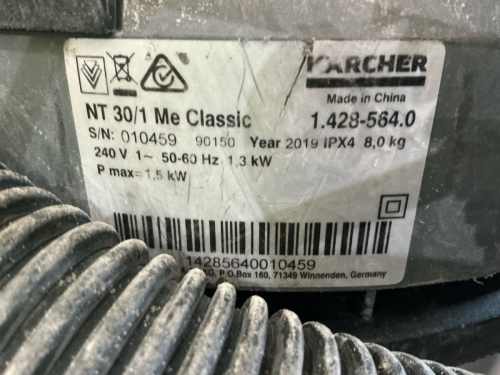 KARCHER
Made in China
NT 30/1 Me Classic 1.428-564.0
S/N: 010459 90150 Year 2019 IPX4 8,0 kg
240 V 1~ 50-60 Hz 1,3 kW
P max= 1,5 kW
14285640010459
P.O.Box 160, 71349 Winnenden, Germany